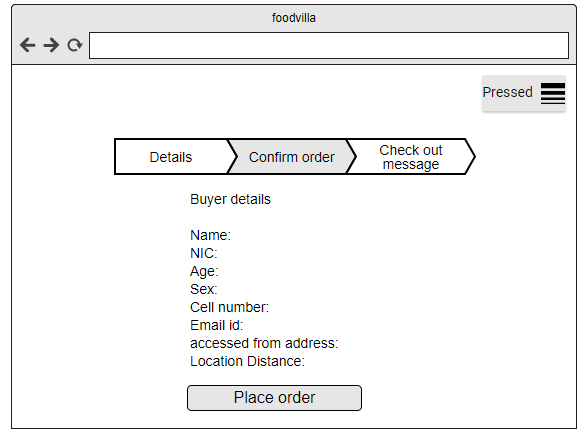 foodvilla
Pressed
Details
Confirm order
Check out
message
Buyer details
Name:
NIC:
Age:
Sex:
Cell number:
Email id:
accessed from address:
Location Distance:
Place order